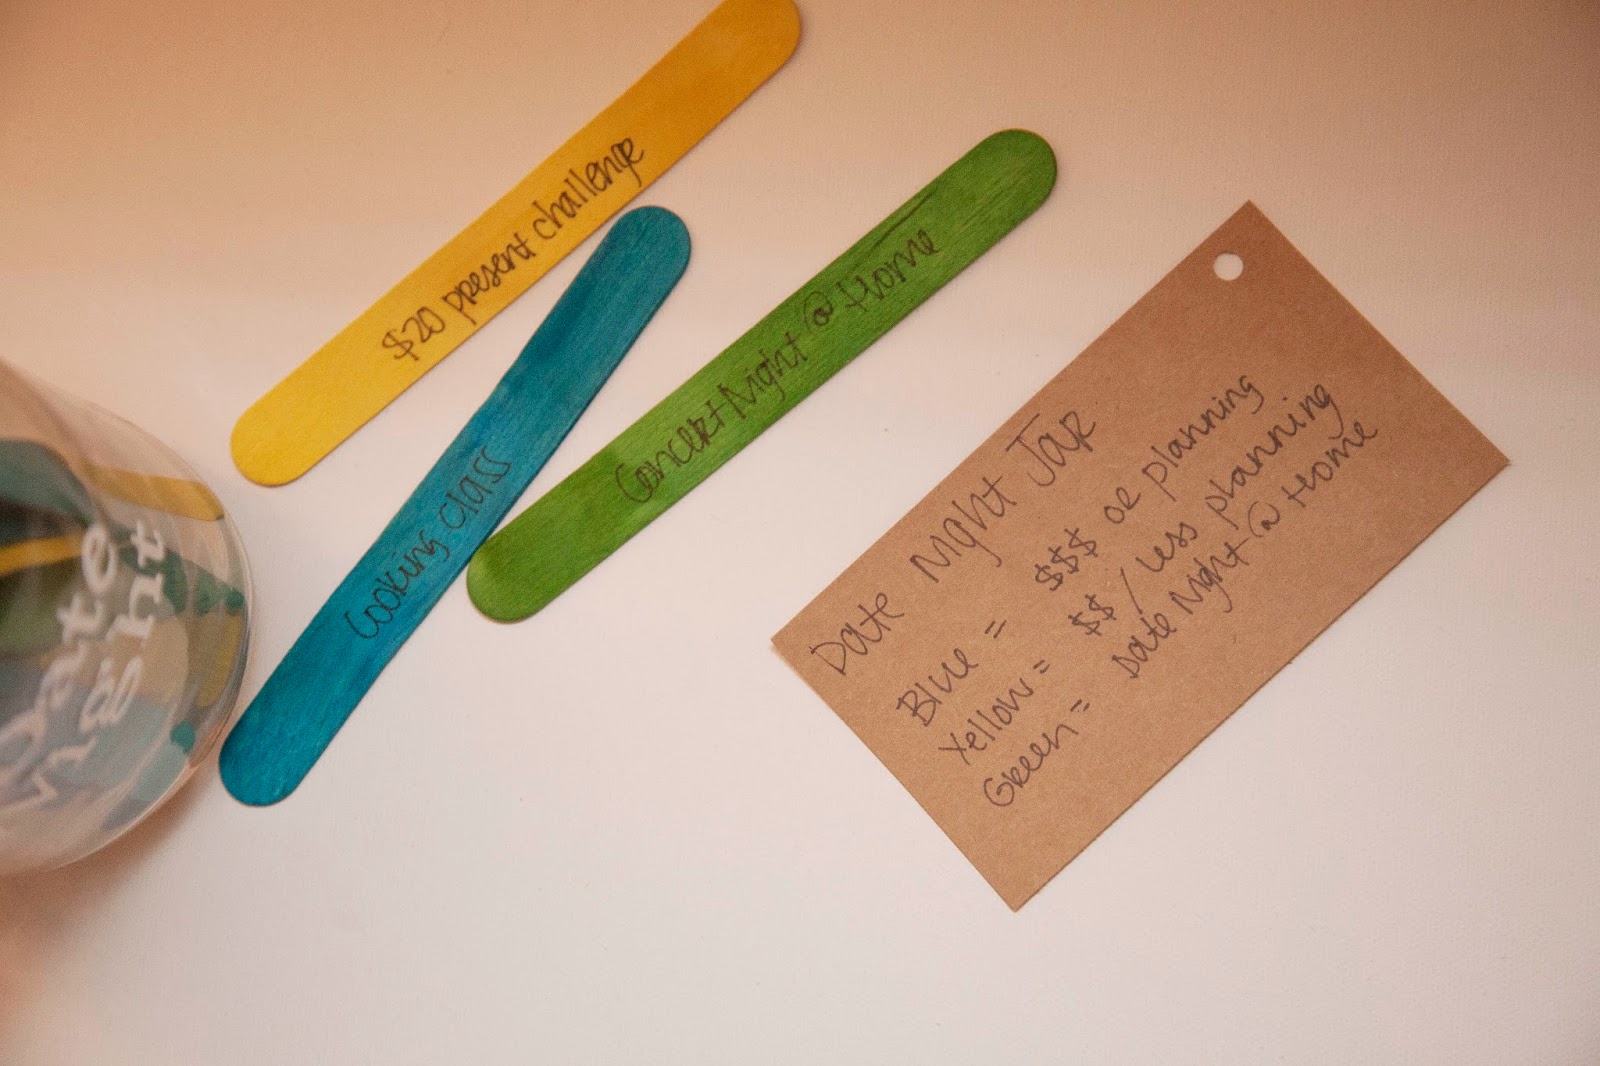 $20 present challenge
Cooking Class
Concert Night @ Home
Date Night Jar
Blue = $$$ or planning
Yellow = $$/less planning
Green = Date Night @ Home
Date
Night